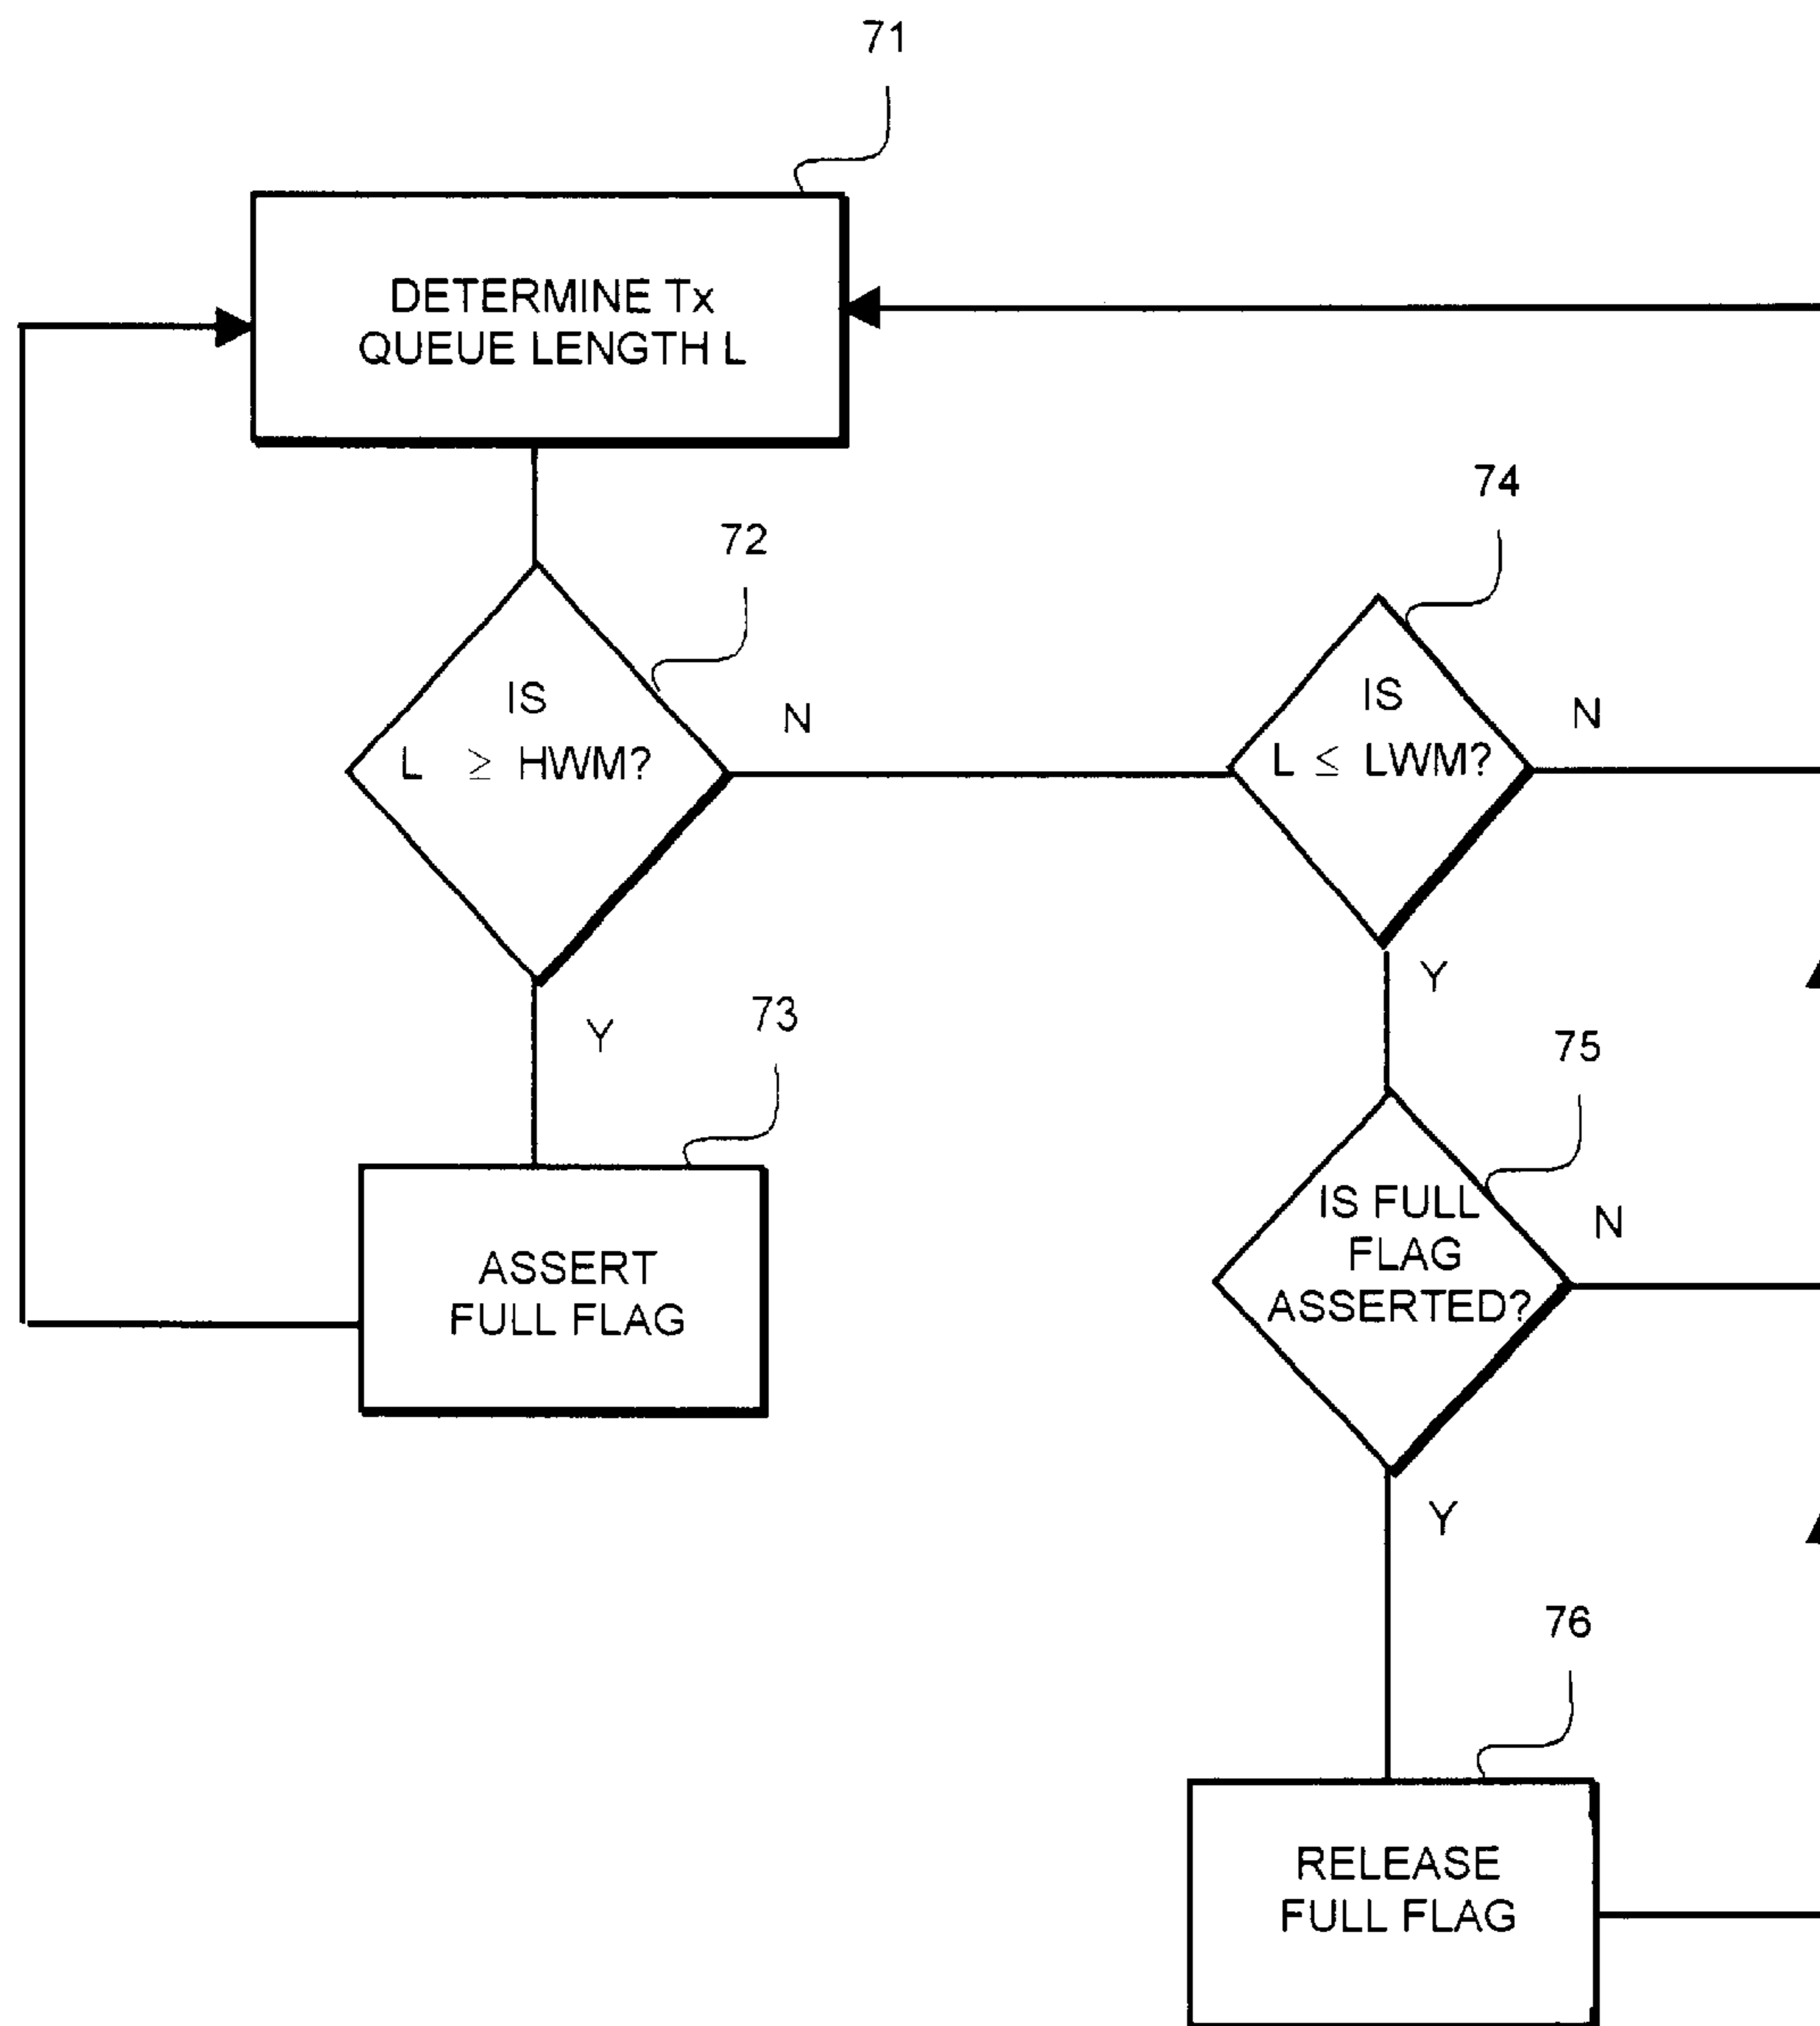 71
DETERMINE Tx
QUEUE LENGTH L
72
IS
L ≥ HWM?
N
Y
73
ASSERT
FULL FLAG
74
IS
L ≤ LWM?
N
Y
75
IS FULL
FLAG
ASSERTED?
N
Y
76
RELEASE
FULL FLAG